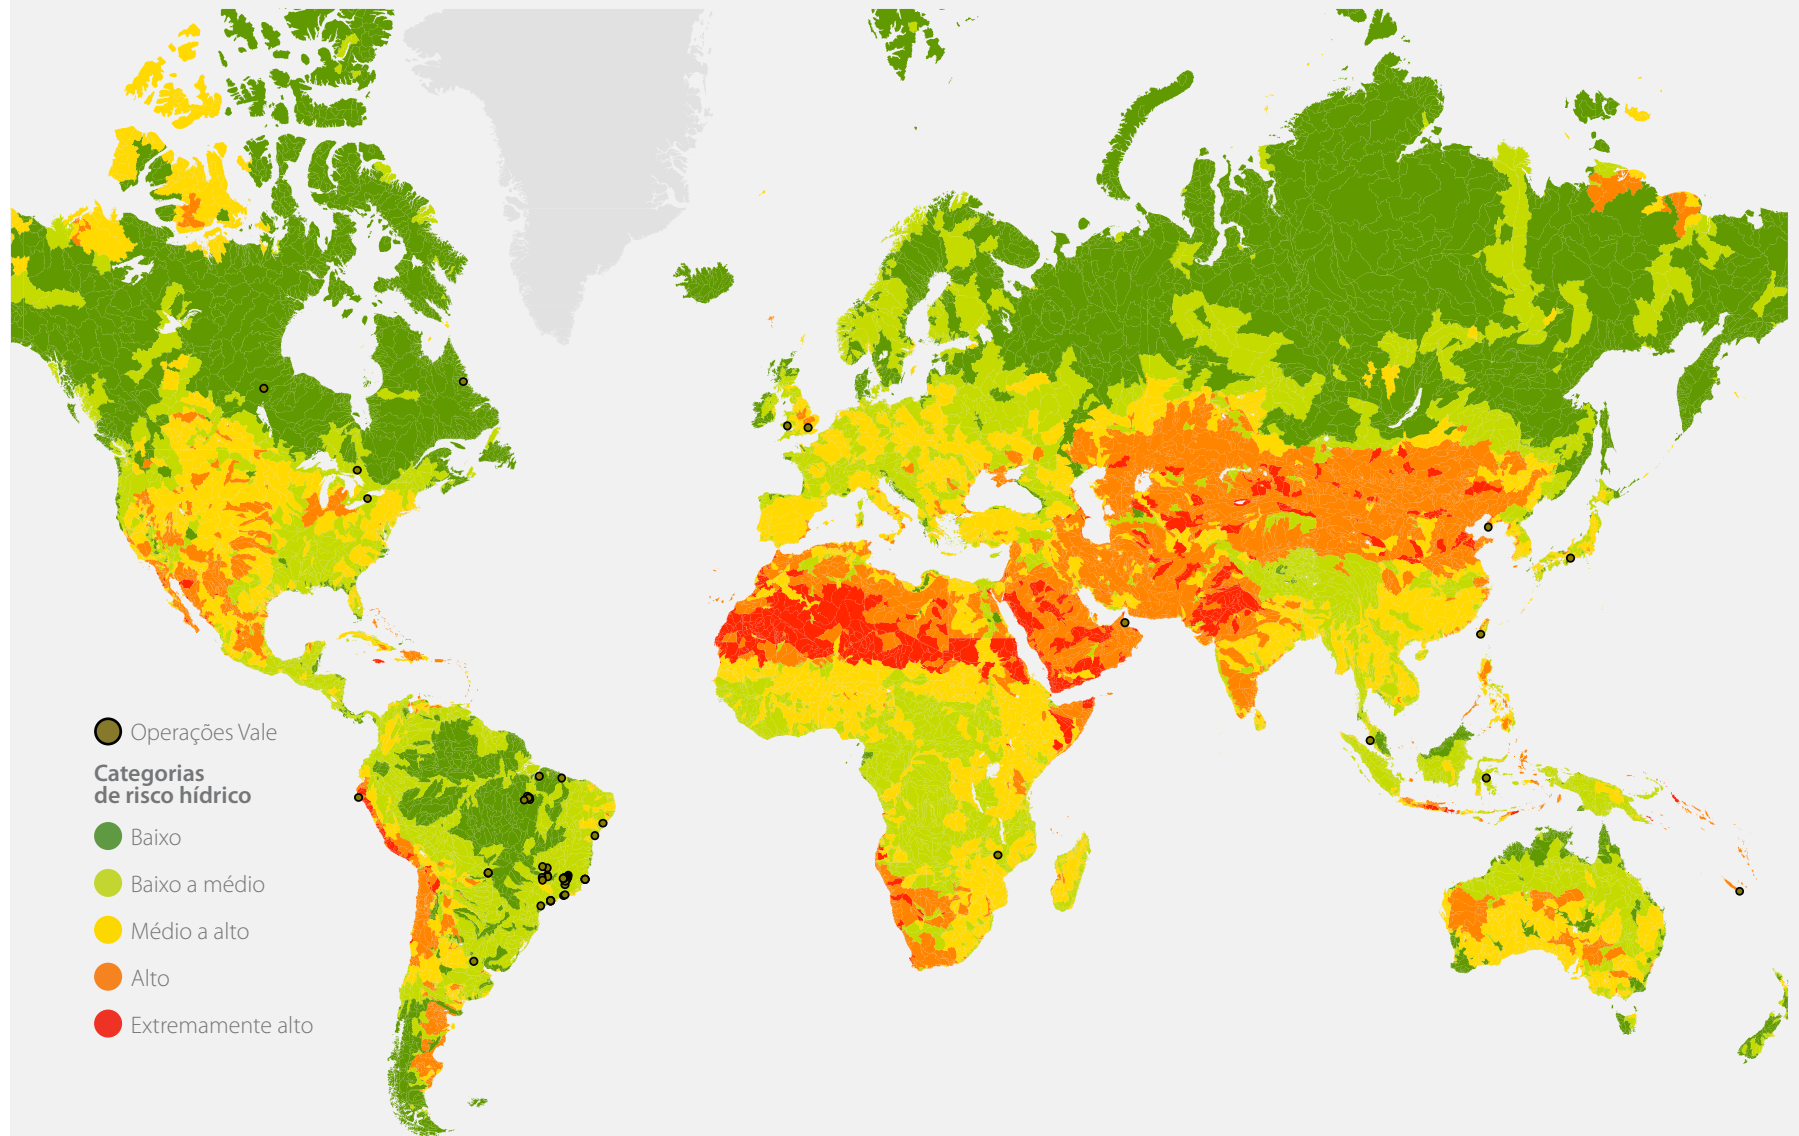 Operações Vale
Categorias
de risco hídrico
Baixo
Baixo a médio
Médio a alto
Alto
Extremamente alto